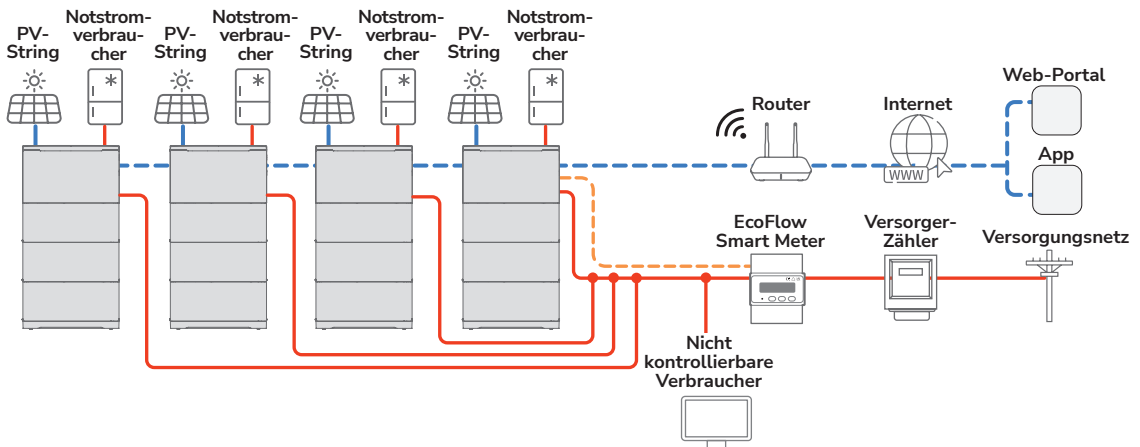 PV-
String
Notstrom-
verbrau-
cher
PV-
String
Notstrom-
verbrau-
cher
PV-
String
Notstrom-
verbrau-
cher
PV-
String
Notstrom-
verbrau-
cher
Router
Internet
WWW
Web-Portal
App
EcoFlow
Smart Meter
Versorger-
Zähler
Versorgungsnetz
Nicht
kontrollierbare
Verbraucher